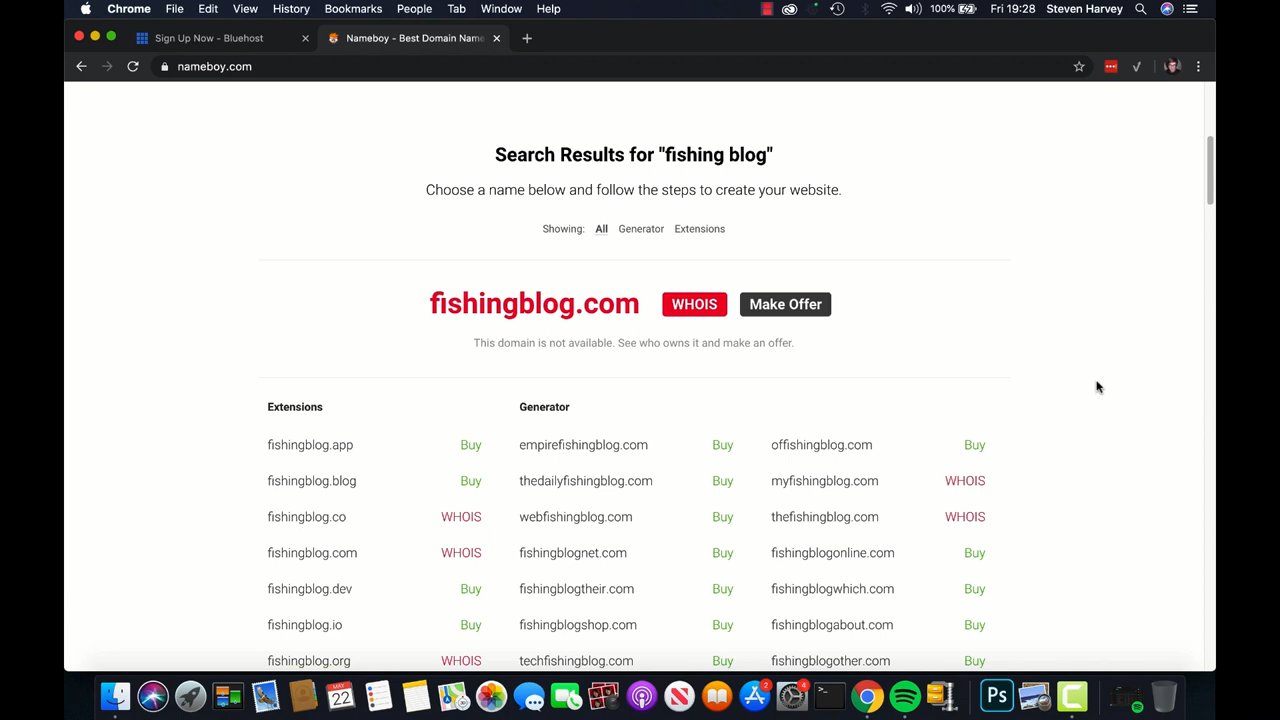 Chrome File Edit View History Bookmarks People Tab Window Help 100% Fri 19:28 Steven Harvey
Sign Up Now - Bluehost Nameboy - Best Domain Name
nameboy.com
Search Results for "fishing blog"
Choose a name below and follow the steps to create your website.
Showing: All Generator Extensions
fishingblog.com WHOIS Make Offer
This domain is not available. See who owns it and make an offer.
Extensions Generator
fishingblog.app Buy empirefishingblog.com Buy offishingblog.com Buy
fishingblog.blog Buy thedailyfishingblog.com Buy myfishingblog.com WHOIS
fishingblog.co WHOIS webfishingblog.com Buy thefishingblog.com WHOIS
fishingblog.com WHOIS fishingblognet.com Buy fishingblogonline.com Buy
fishingblog.dev Buy fishingblogtheir.com Buy fishingblogwhich.com Buy
fishingblog.io Buy fishingblogshop.com Buy fishingblogabout.com Buy
fishingblog.org WHOIS techfishingblog.com Buy fishingblogother.com Buy
MAY 22 2 4 Ps